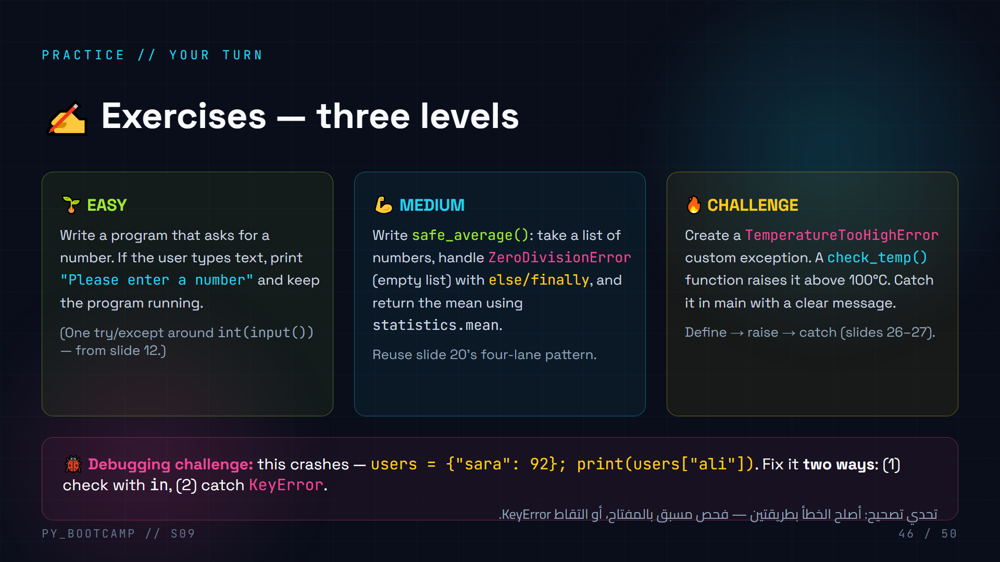 PRACTICE // YOUR TURN
✍️ Exercises — three levels
🌱 EASY
Write a program that asks for a
number. If the user types text, print
"Please enter a number" and keep
the program running.
(One try/except around int(input())
— from slide 12.)
💪 MEDIUM
Write safe_average(): take a list of
numbers, handle ZeroDivisionError
(empty list) with else/finally, and
return the mean using
statistics.mean.
Reuse slide 20's four-lane pattern.
🔥 CHALLENGE
Create a TemperatureTooHighError
custom exception. A check_temp()
function raises it above 100°C. Catch
it in main with a clear message.
Define → raise → catch (slides 26–27).
🐞 Debugging challenge: this crashes — users = {"sara": 92}; print(users["ali"]). Fix it two ways: (1)
check with in, (2) catch KeyError.
تحدي تصحيح: أصلح الخطأ بطريقتين — فحص مسبق بالمفتاح، أو التقاط KeyError.
PY_BOOTCAMP // S09
46 / 50